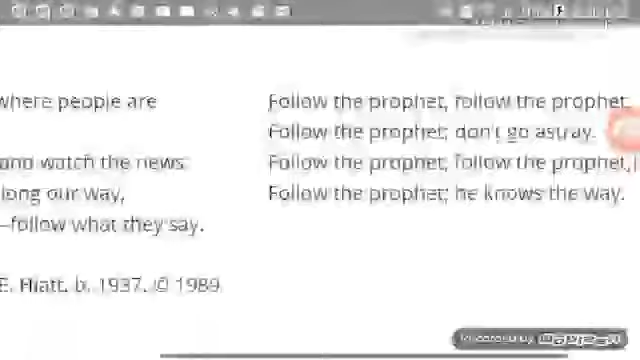 where people are
and watch the news
long our way,
—follow what they say.
Follow the prophet, follow the prophet,
Follow the prophet; don't go astray.
Follow the prophet, follow the prophet,
Follow the prophet; he knows the way.
E. Hiatt, b. 1937. © 1989